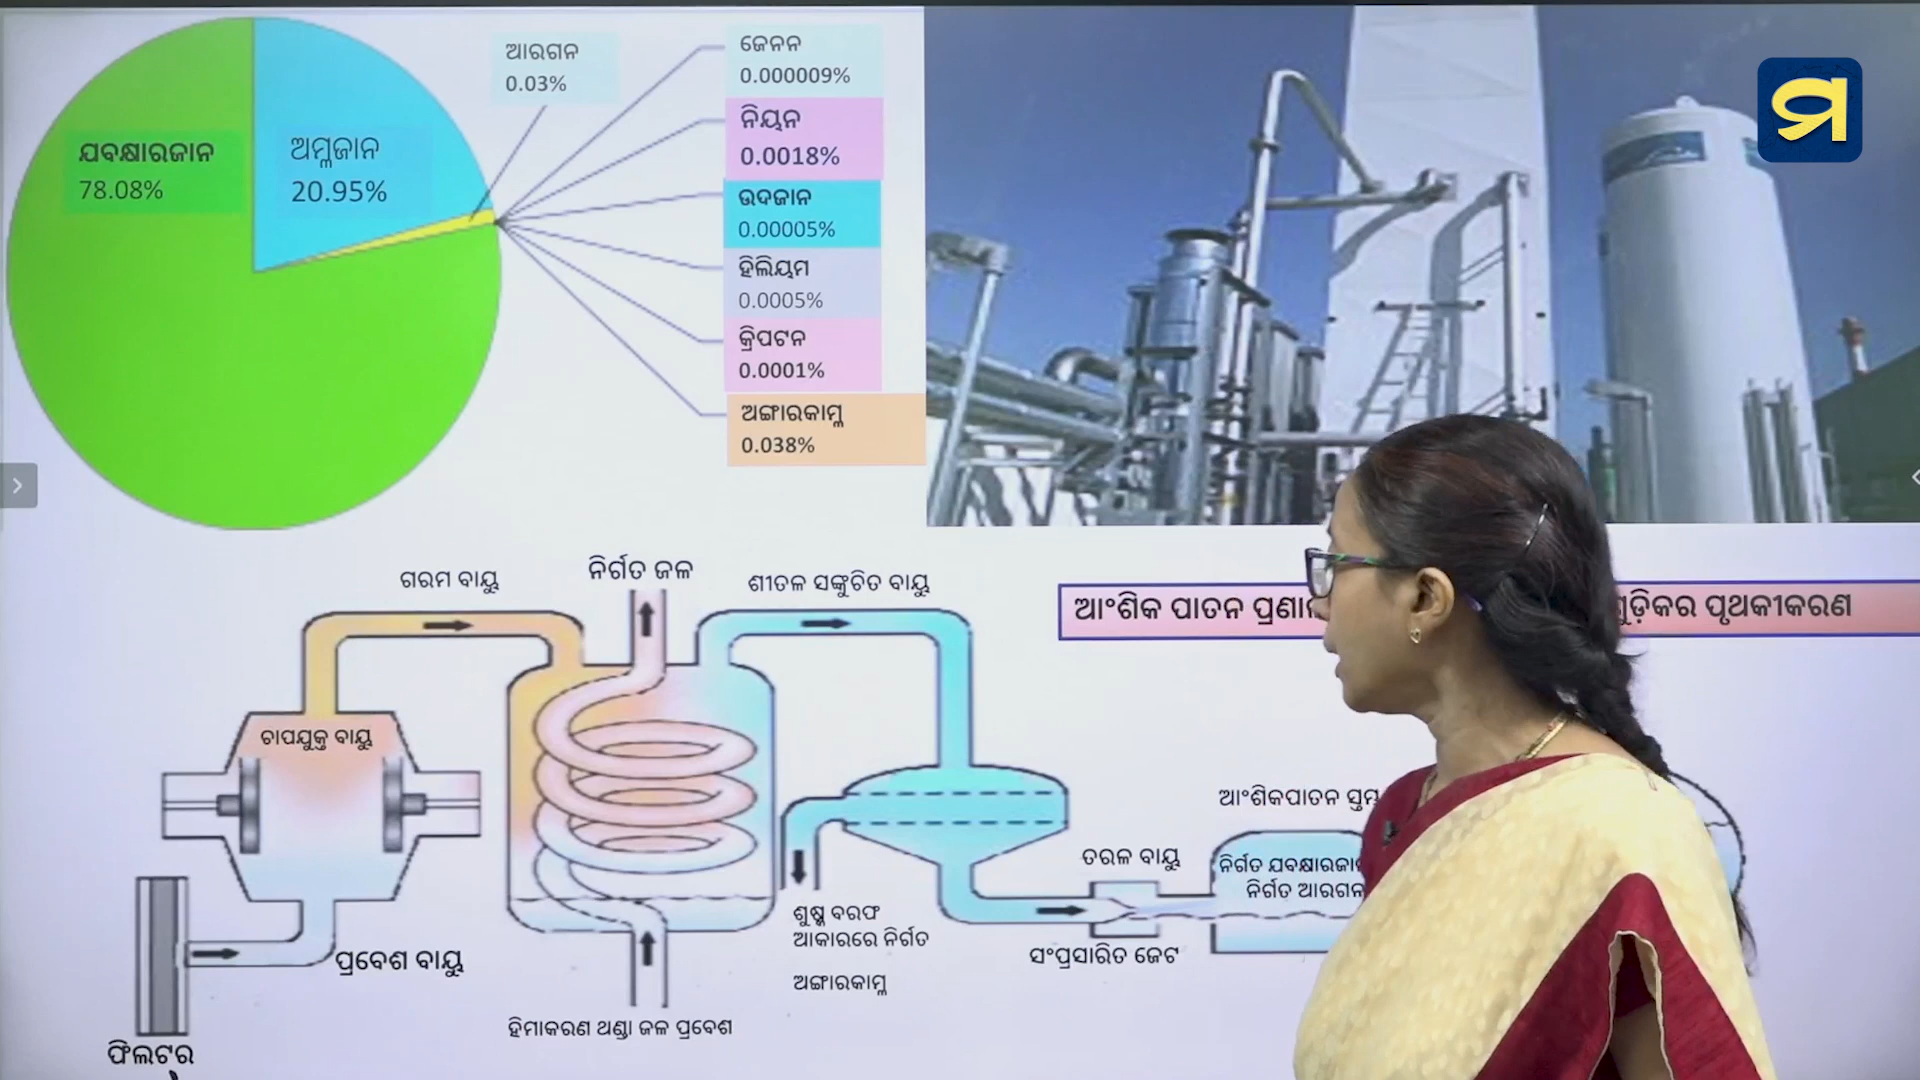 ଆରଗନ
0.03%
ଜେନନ
0.000009%
ନିୟନ
0.0018%
ଯବକ୍ଷାରଜାନ
78.08%
ଅମ୍ଳଜାନ
20.95%
ଉଦଜାନ
0.00005%
ହିଲିୟମ
0.0005%
କ୍ରିପଟନ
0.0001%
ଅଙ୍ଗାରକାମ୍ଳ
0.038%
ମ
ଗରମ ବାୟୁ
ନିର୍ଗତ ଜଳ
ଶୀତଳ ସଙ୍କୁଚିତ ବାୟୁ
ଆଂଶିକ ପାତନ ପୃଥକୀକରଣ
ଚାପଯୁକ୍ତ ବାୟୁ
ଆଂଶିକପାତନ ସ୍ତମ୍ଭ
ତରଳ ବାୟୁ
ନିର୍ଗତ ଯବକ୍ଷାରଜାନ
ନିର୍ଗତ ଆରଗନ
ଶୁଷ୍କ ବରଫ
ଆକାରରେ ନିର୍ଗତ
ଅଙ୍ଗାରକାମ୍ଳ
ସଂପ୍ରସାରିତ ଜେଟ
ପ୍ରବେଶ ବାୟୁ
ହିମାକରଣ ଥଣ୍ଡା ଜଳ ପ୍ରବେଶ
ଫିଲଟର